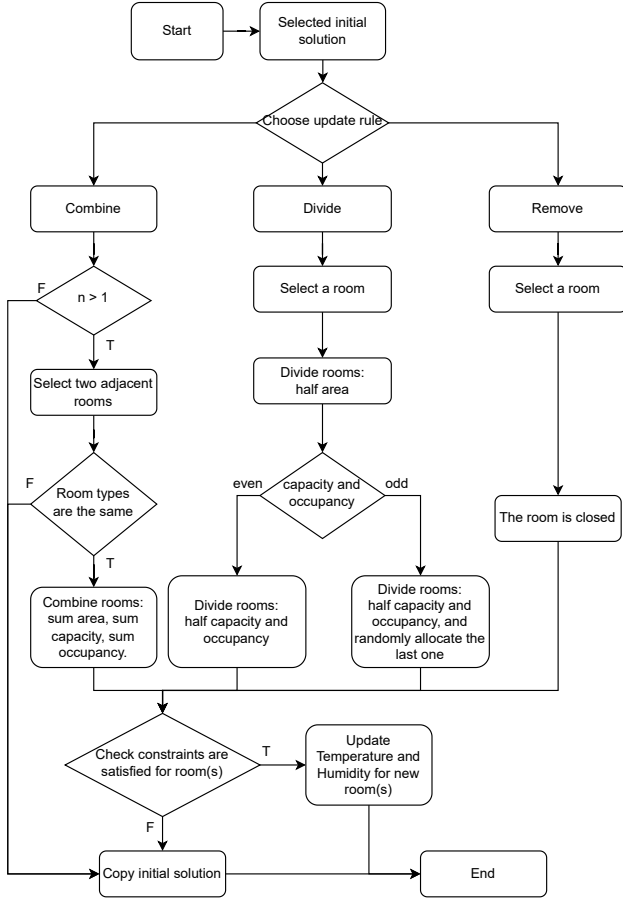 Start
Selected initial
solution
Choose update rule
Combine
Divide
Remove
n > 1
F
T
Select a room
Select a room
Select two adjacent
rooms
Divide rooms:
half area
Room types
are the same
F
T
capacity and
occupancy
even
odd
The room is closed
Combine rooms:
sum area, sum
capacity, sum
occupancy.
Divide rooms:
half capacity and
occupancy
Divide rooms:
half capacity and
occupancy, and
randomly allocate the
last one
Check constraints are
satisfied for room(s)
T
F
Update
Temperature and
Humidity for new
room(s)
Copy initial solution
End